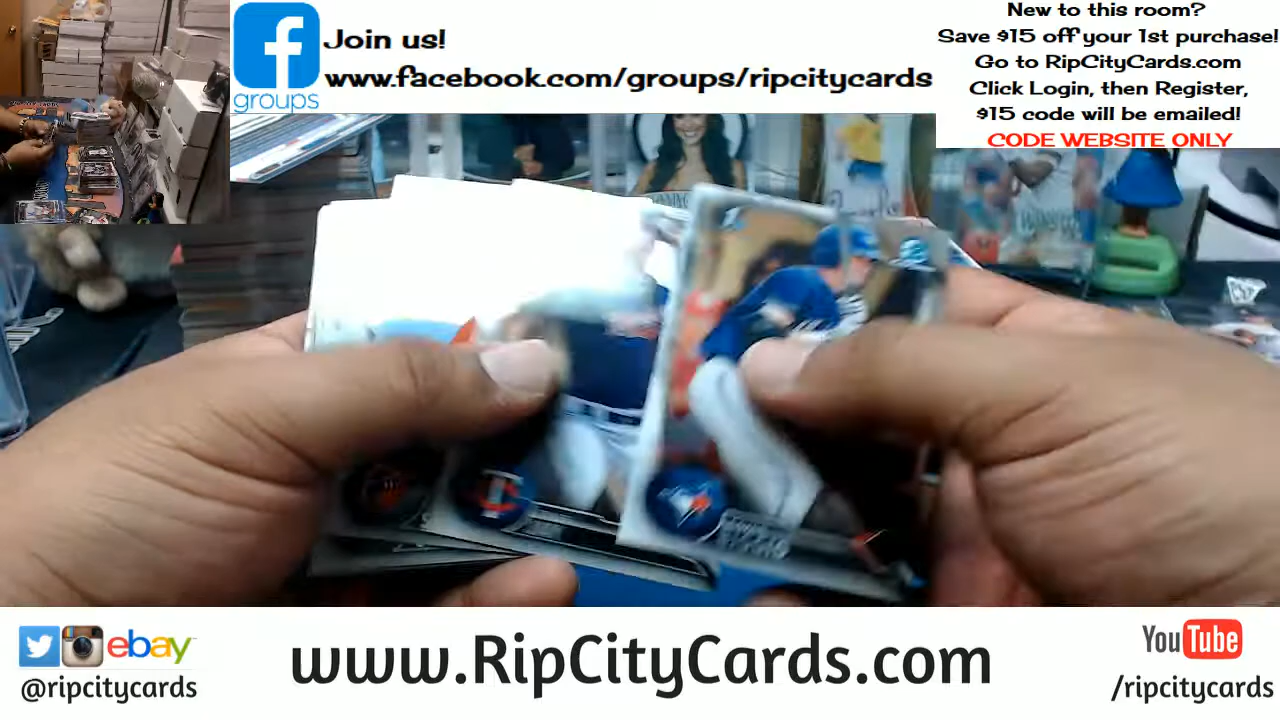 Join us!
www.facebook.com/groups/ripcitycards
groups
New to this room?
Save $15 off your 1st purchase!
Go to RipCityCards.com
Click Login, then Register,
$15 code will be emailed!
CODE WEBSITE ONLY
ebay
@ripcitycards
www.RipCityCards.com
YouTube
/ripcitycards